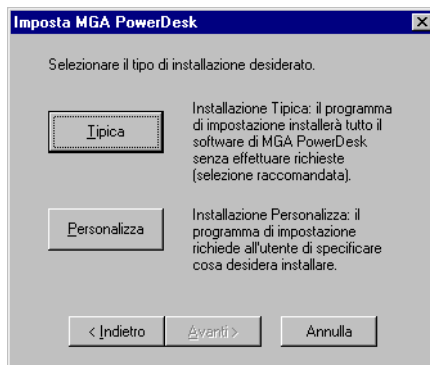 Imposta MGA PowerDesk
Selezionare il tipo di installazione desiderato.
Tipica
Installazione Tipica: il programma
di impostazione installerà tutto il
software di MGA PowerDesk
senza effettuare richieste
(selezione raccomandata).
Personalizza
Installazione Personalizza: il
programma di impostazione
richiede all'utente di specificare
cosa desidera installare.
< Indietro
Avanti >
Annulla